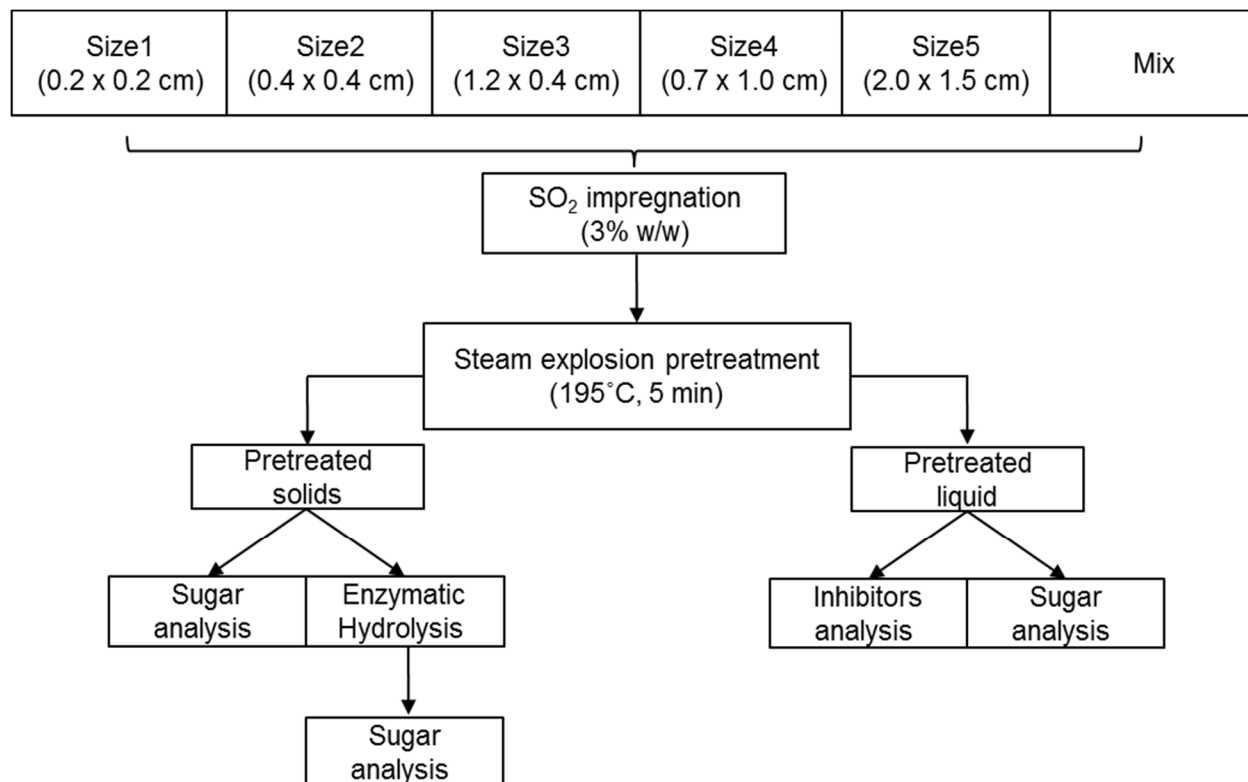 Size1
(0.2 x 0.2 cm)
Size2
(0.4 x 0.4 cm)
Size3
(1.2 x 0.4 cm)
Size4
(0.7 x 1.0 cm)
Size5
(2.0 x 1.5 cm)
Mix
SO₂ impregnation
(3% w/w)
Steam explosion pretreatment
(195˚C, 5 min)
Pretreated
solids
Pretreated
liquid
Sugar
analysis
Enzymatic
Hydrolysis
Inhibitors
analysis
Sugar
analysis
Sugar
analysis